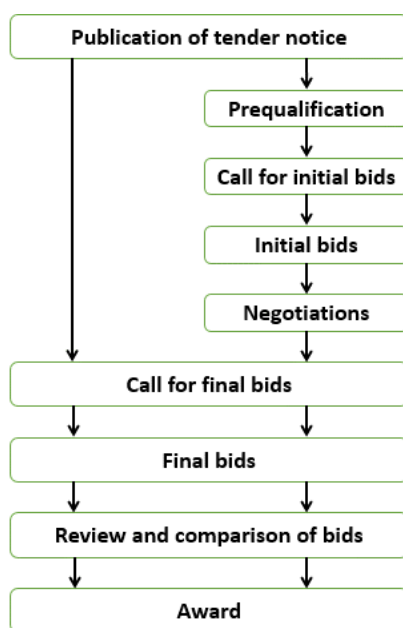 Publication of tender notice
Prequalification
Call for initial bids
Initial bids
Negotiations
Call for final bids
Final bids
Review and comparison of bids
Award